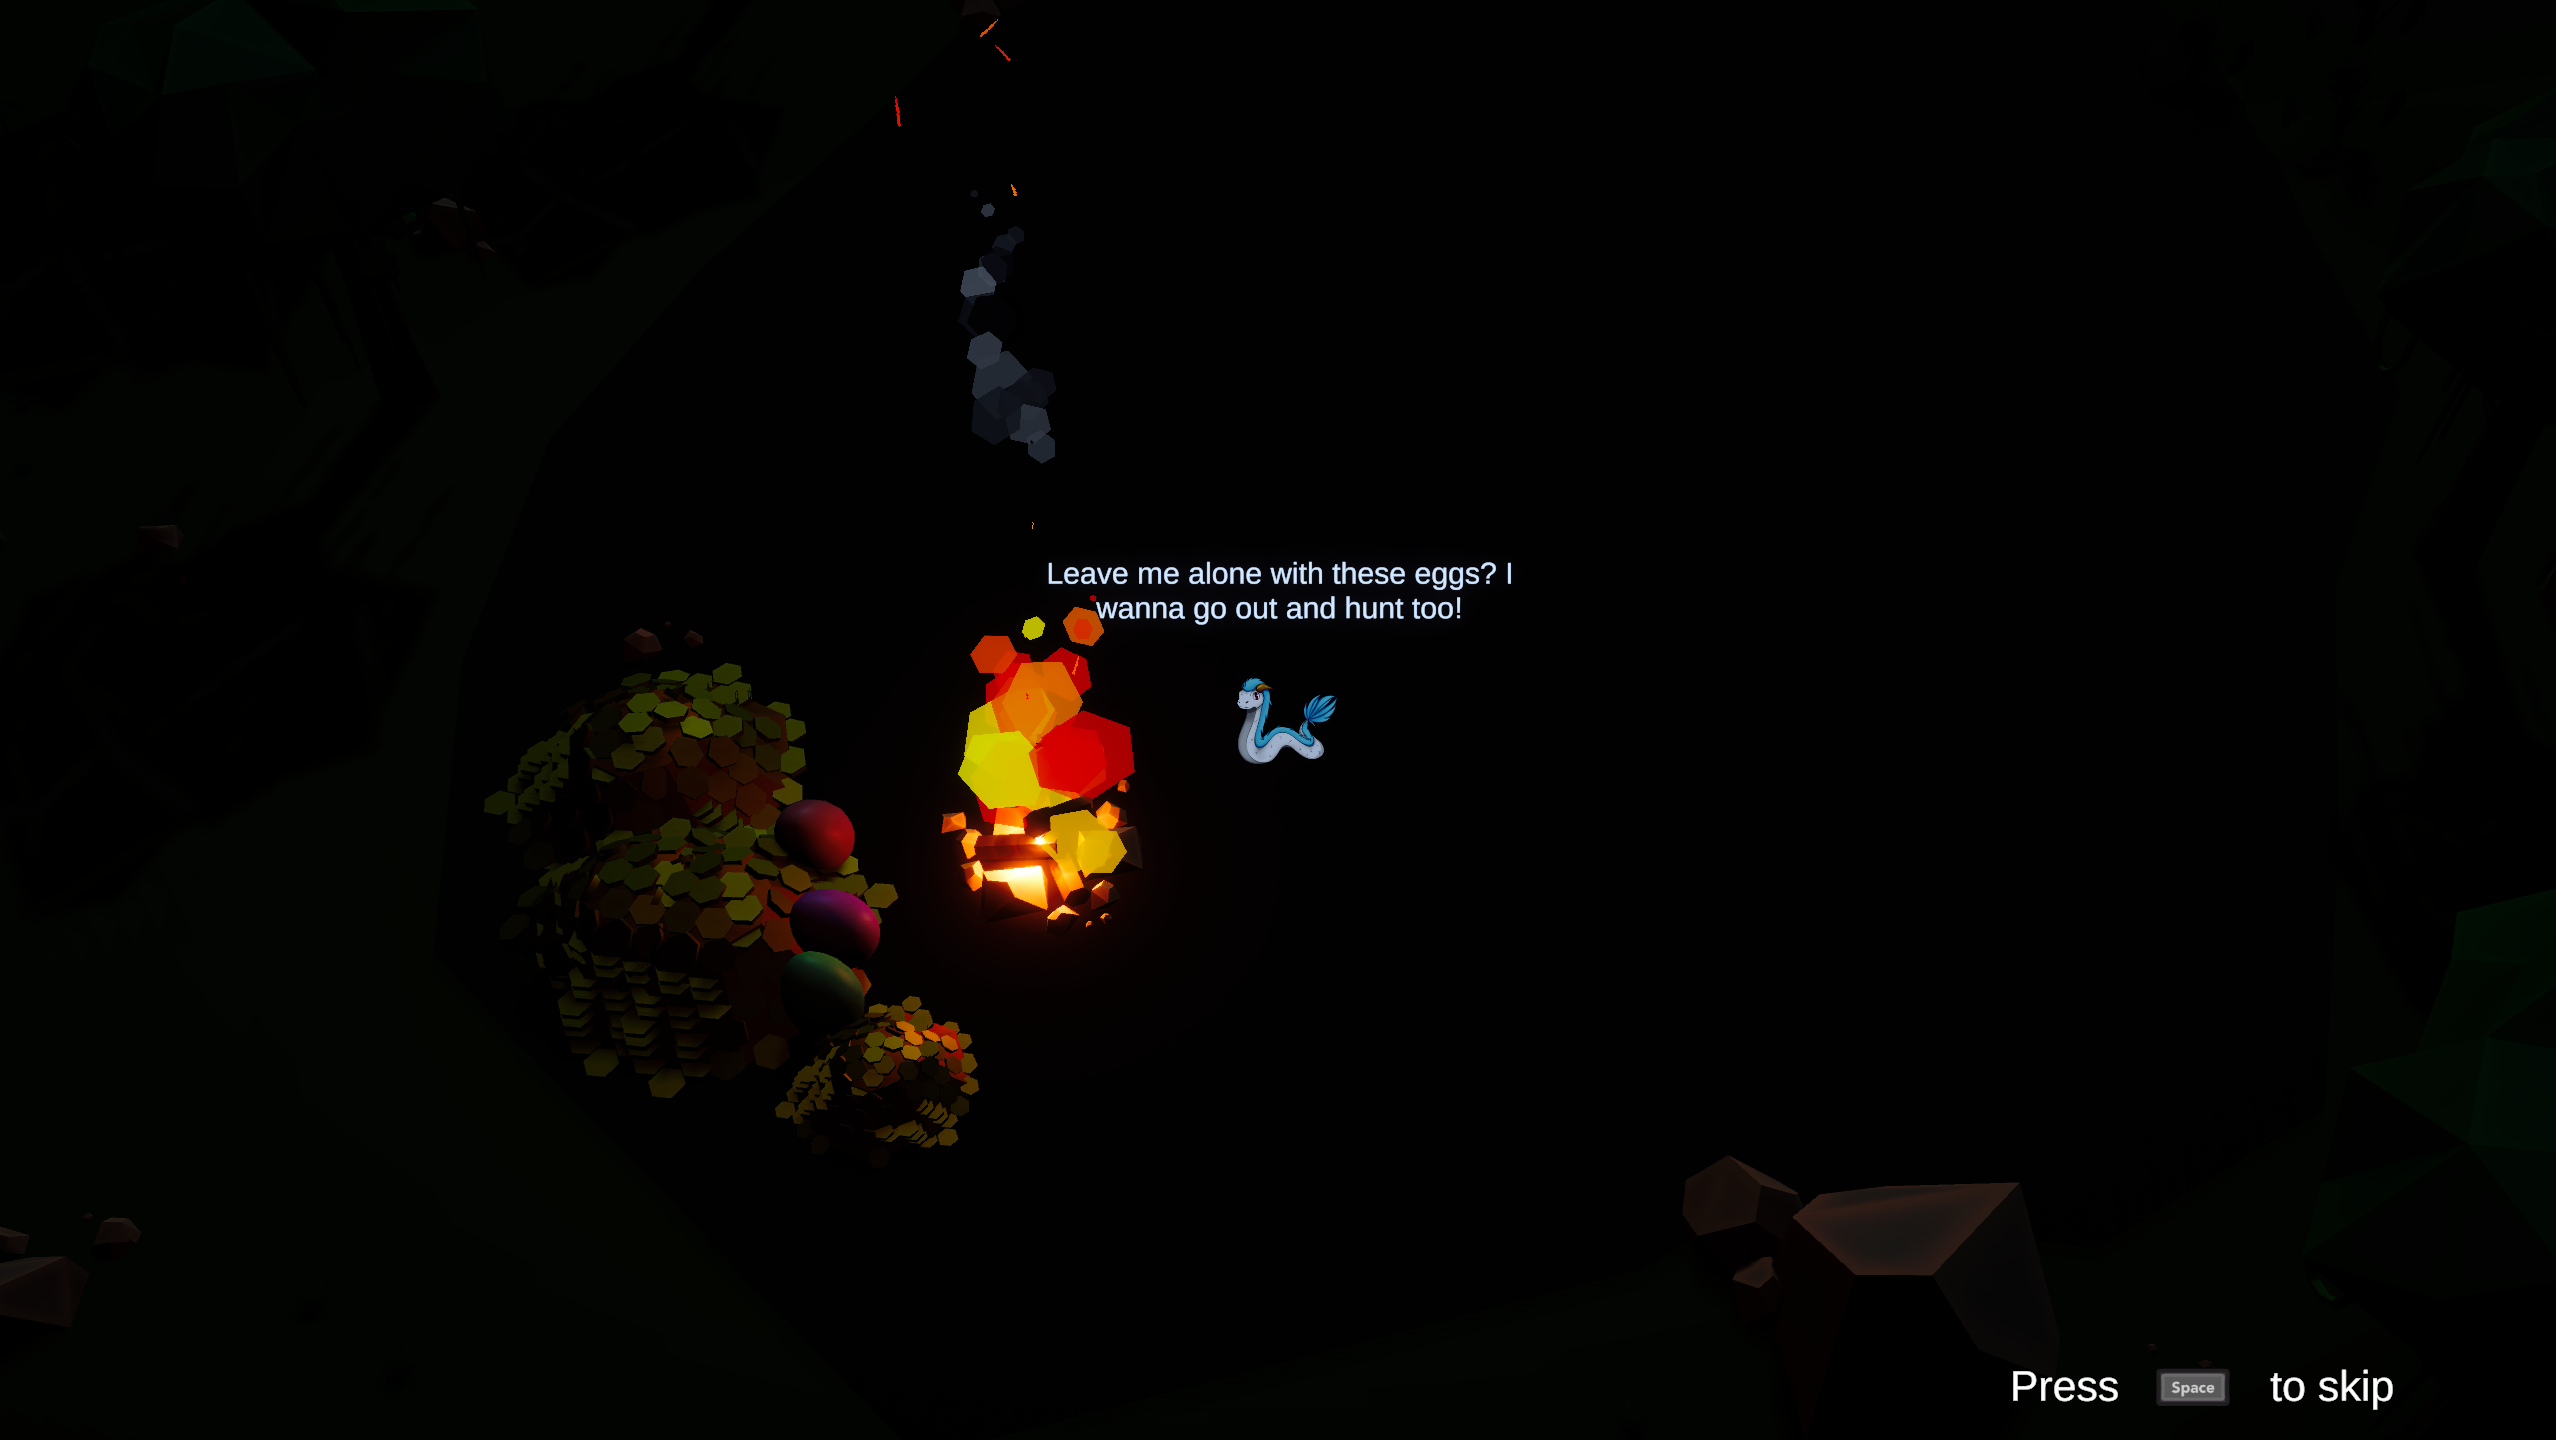 Leave me alone with these eggs? I
wanna go out and hunt too!
Press Space to skip